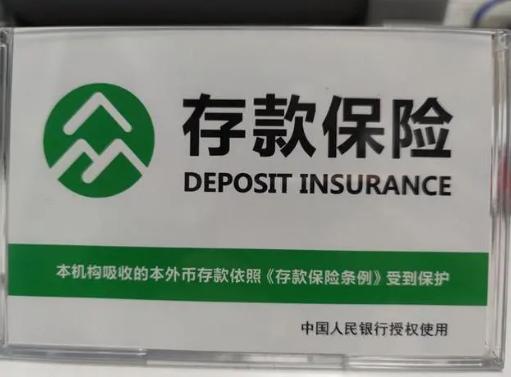 存款保险
DEPOSIT INSURANCE
本机构吸收的本外币存款依照《存款保险条例》受到保护
中国人民银行授权使用